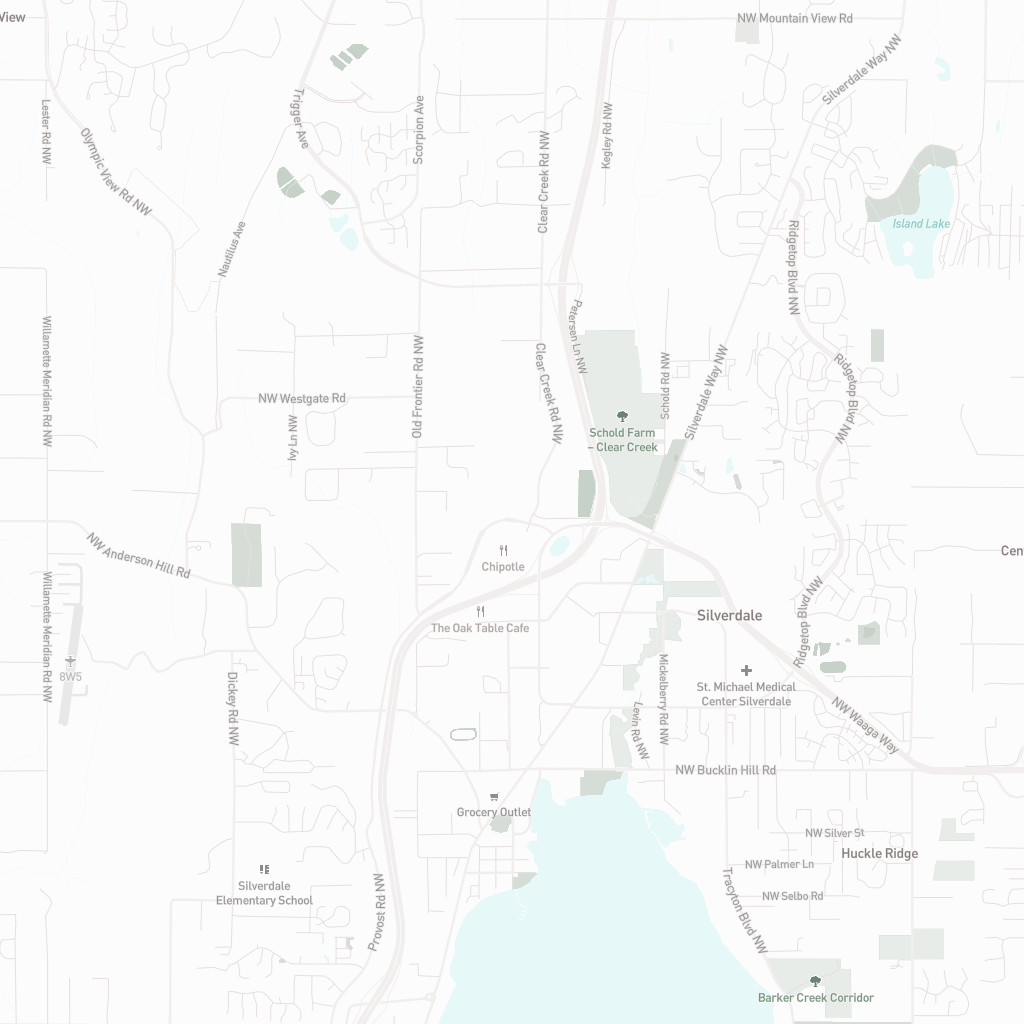 View
NW Mountain View Rd
Silverdale Way NW
Lester Rd NW
Trigger Ave
Scorpion Ave
Kegley Rd NW
Olympic View Rd NW
Clear Creek Rd NW
Nautilus Ave
Island Lake
Ridgetop Blvd NW
Petersen Ln NW
Willamette Meridian Rd NW
Old Frontier Rd NW
Clear Creek Rd NW
Schold Rd NW
Silverdale Way NW
Ridgetop Blvd NW
NW Westgate Rd
Ivy Ln NW
Schold Farm
– Clear Creek
NW Anderson Hill Rd
Chipotle
Cen
Willamette Meridian Rd NW
The Oak Table Cafe
Silverdale
Ridgetop Blvd NW
8W5
Dickey Rd NW
Mickelberry Rd NW
St. Michael Medical
Center Silverdale
Levin Rd NW
NW Waaga Way
NW Bucklin Hill Rd
Grocery Outlet
NW Silver St
Huckle Ridge
NW Palmer Ln
Silverdale
Elementary School
NW Selbo Rd
Provost Rd NW
Tracyton Blvd NW
Barker Creek Corridor